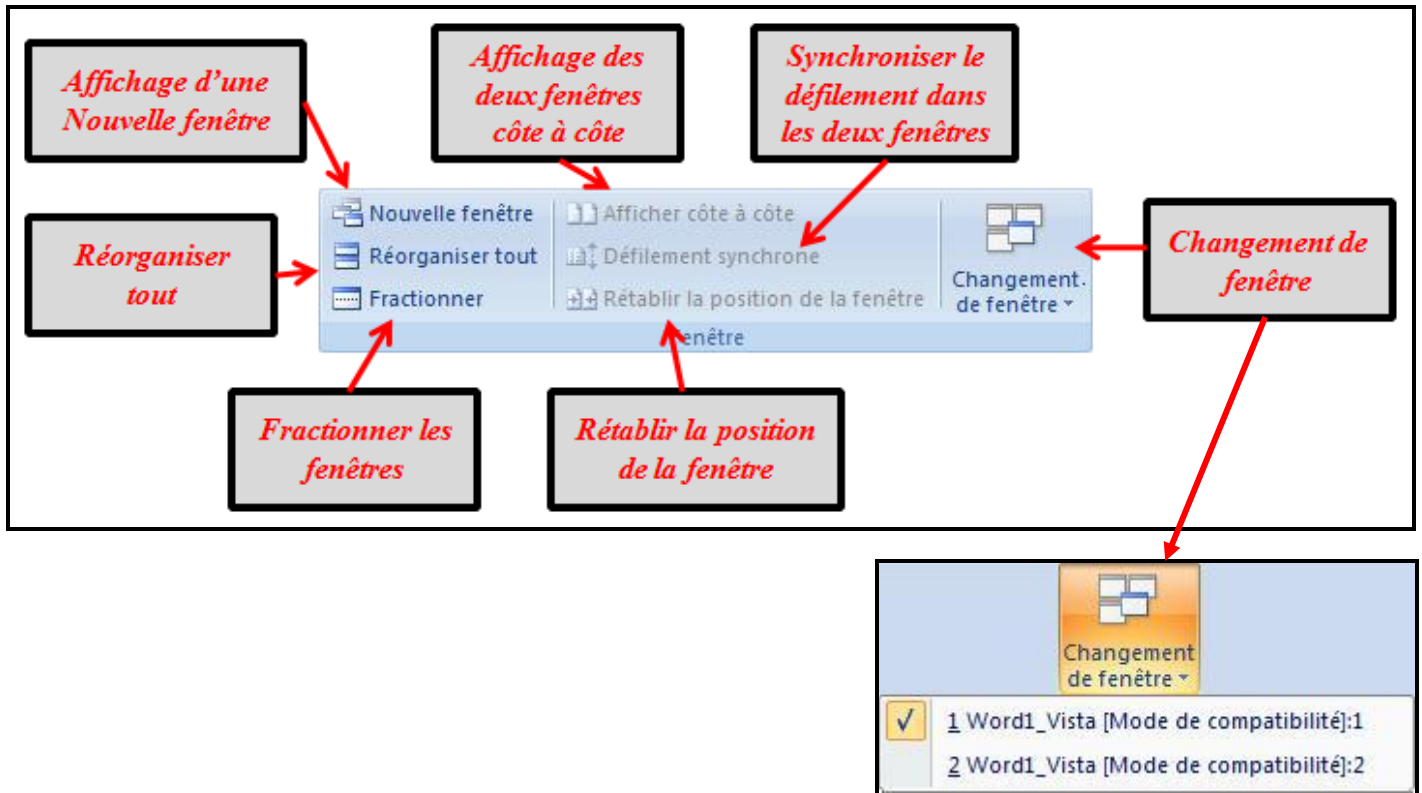 Affichage d’une
Nouvelle fenêtre
Affichage des
deux fenêtres
côte à côte
Synchroniser le
défilement dans
les deux fenêtres
Réorganiser
tout
Nouvelle fenêtre
Réorganiser tout
Fractionner
Afficher côte à côte
Défilement synchrone
Rétablir la position de la fenêtre
Changement.
de fenêtre
Fenêtre
Changement de
fenêtre
Fractionner les
fenêtres
Rétablir la position
de la fenêtre
Changement
de fenêtre
1 Word1_Vista [Mode de compatibilité]:1
2 Word1_Vista [Mode de compatibilité]:2